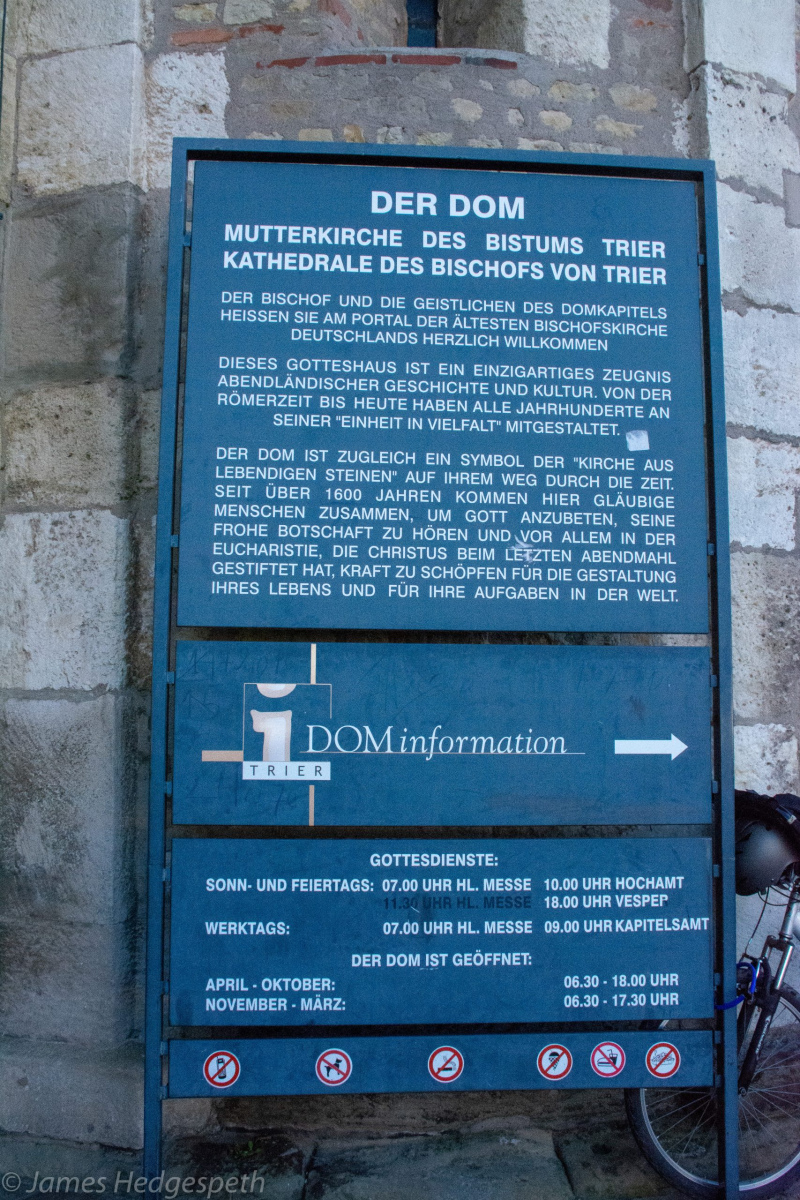 DER DOM
MUTTERKIRCHE DES BISTUMS TRIER
KATHEDRALE DES BISCHOFS VON TRIER
DER BISCHOF UND DIE GEISTLICHEN DES DOMKAPITELS
HEISSEN SIE AM PORTAL DER ÄLTESTEN BISCHOFSKIRCHE
DEUTSCHLANDS HERZLICH WILLKOMMEN
DIESES GOTTESHAUS IST EIN EINZIGARTIGES ZEUGNIS
ABENDLÄNDISCHER GESCHICHTE UND KULTUR. VON DER
RÖMERZEIT BIS HEUTE HABEN ALLE JAHRHUNDERTE AN
SEINER "EINHEIT IN VIELFALT" MITGESTALTET.
DER DOM IST ZUGLEICH EIN SYMBOL DER "KIRCHE AUS
LEBENDIGEN STEINEN" AUF IHREM WEG DURCH DIE ZEIT.
SEIT ÜBER 1600 JAHREN KOMMEN HIER GLÄUBIGE
MENSCHEN ZUSAMMEN, UM GOTT ANZUBETEN, SEINE
FROHE BOTSCHAFT ZU HÖREN UND VOR ALLEM IN DER
EUCHARISTIE, DIE CHRISTUS BEIM LETZTEN ABENDMAHL
GESTIFTET HAT, KRAFT ZU SCHÖPFEN FÜR DIE GESTALTUNG
IHRES LEBENS UND FÜR IHRE AUFGABEN IN DER WELT.
i DOMinformation
TRIER
GOTTESDIENSTE:
SONN- UND FEIERTAGS: 07.00 UHR HL. MESSE 10.00 UHR HOCHAMT
11.30 UHR HL. MESSE 18.00 UHR VESPER
WERKTAGS: 07.00 UHR HL. MESSE 09.00 UHR KAPITELSAMT
DER DOM IST GEÖFFNET:
APRIL - OKTOBER: 06.30 - 18.00 UHR
NOVEMBER - MÄRZ: 06.30 - 17.30 UHR
© James Hedgespeth